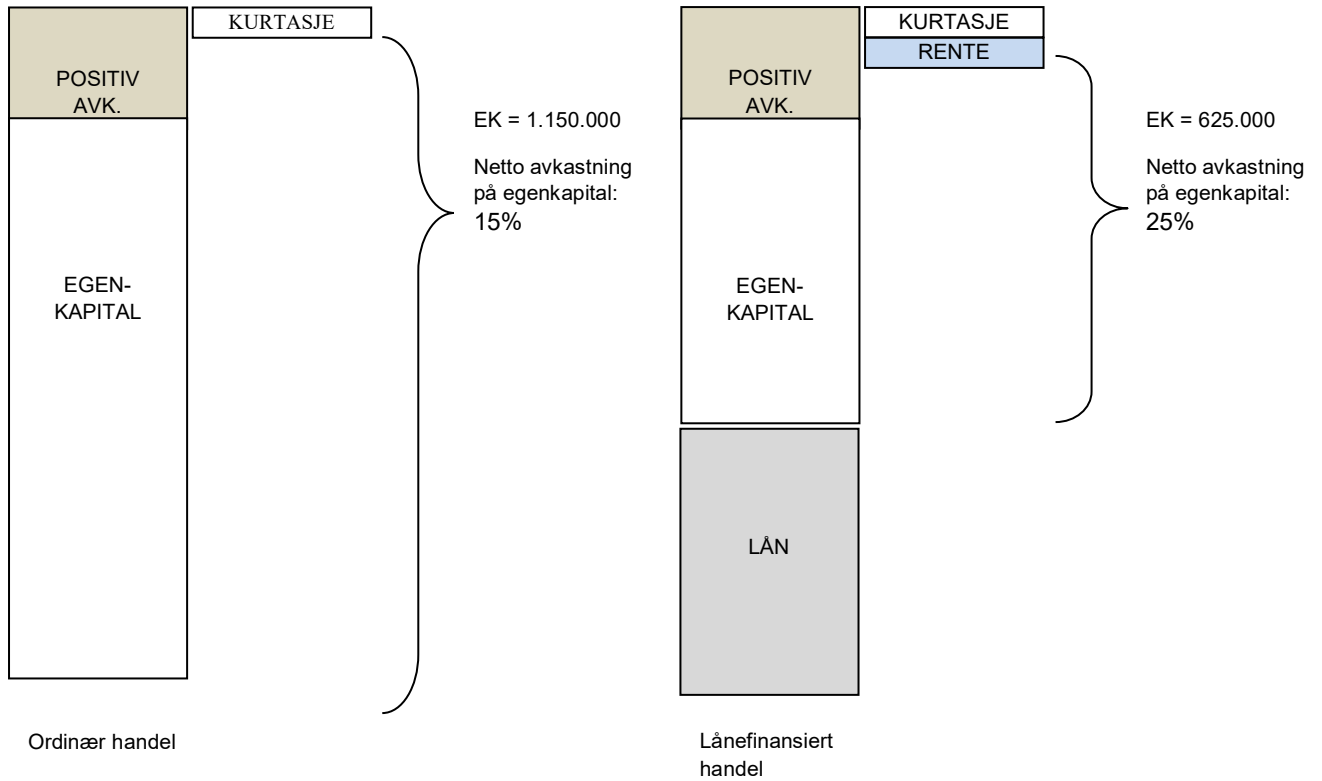 KURTASJE
POSITIV
AVK.
EK = 1.150.000
Netto avkastning
på egenkapital:
15%
EGEN-
KAPITAL
Ordinær handel
KURTASJE
RENTE
POSITIV
AVK.
EK = 625.000
Netto avkastning
på egenkapital:
25%
EGEN-
KAPITAL
LÅN
Lånefinansiert
handel